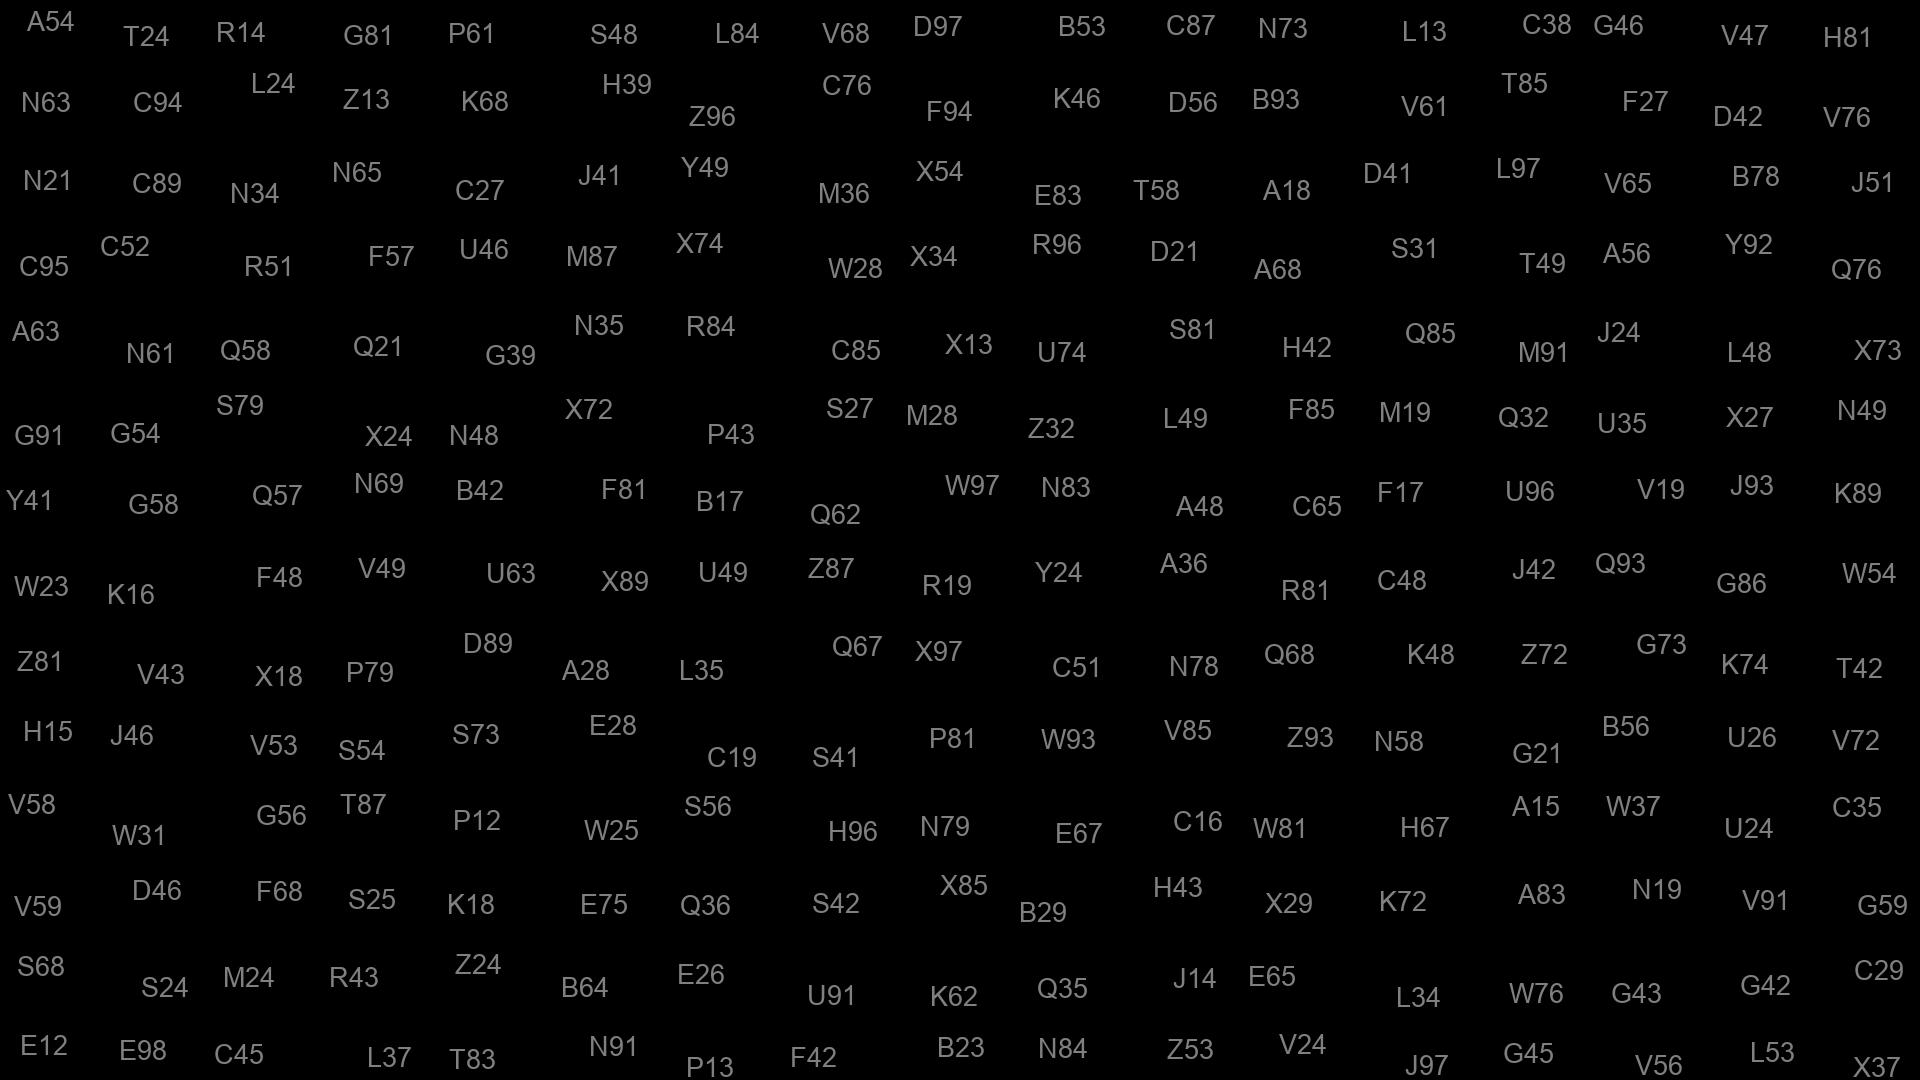 A54 T24 R14 G81 P61 S48 L84 V68 D97 B53 C87 N73 L13 C38 G46 V47 H81
N63 C94 L24 Z13 K68 H39 Z96 C76 F94 K46 D56 B93 V61 T85 F27 D42 V76
N21 C89 N34 N65 C27 J41 Y49 M36 X54 E83 T58 A18 D41 L97 V65 B78 J51
C95 C52 R51 F57 U46 M87 X74 W28 X34 R96 D21 A68 S31 T49 A56 Y92 Q76
A63 N61 Q58 Q21 G39 N35 R84 C85 X13 U74 S81 H42 Q85 M91 J24 L48 X73
G91 G54 S79 X24 N48 X72 P43 S27 M28 Z32 L49 F85 M19 Q32 U35 X27 N49
Y41 G58 Q57 N69 B42 F81 B17 Q62 W97 N83 A48 C65 F17 U96 V19 J93 K89
W23 K16 F48 V49 U63 X89 U49 Z87 R19 Y24 A36 R81 C48 J42 Q93 G86 W54
Z81 V43 X18 P79 D89 A28 L35 Q67 X97 C51 N78 Q68 K48 Z72 G73 K74 T42
H15 J46 V53 S54 S73 E28 C19 S41 P81 W93 V85 Z93 N58 G21 B56 U26 V72
V58 W31 G56 T87 P12 W25 S56 H96 N79 E67 C16 W81 H67 A15 W37 U24 C35
V59 D46 F68 S25 K18 E75 Q36 S42 X85 B29 H43 X29 K72 A83 N19 V91 G59
S68 S24 M24 R43 Z24 B64 E26 U91 K62 Q35 J14 E65 L34 W76 G43 G42 C29
E12 E98 C45 L37 T83 N91 P13 F42 B23 N84 Z53 V24 J97 G45 V56 L53 X37